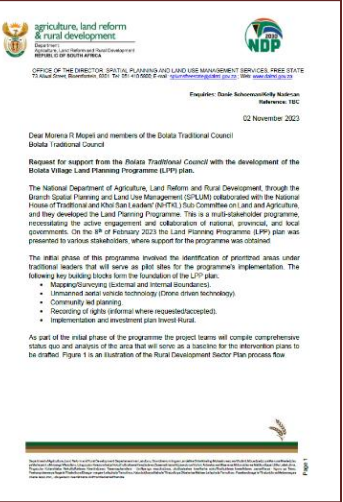 agriculture, land reform
& rural development
Department:
Agriculture, Land Reform and Rural Development
REPUBLIC OF SOUTH AFRICA
2030
NDP
OFFICE OF THE DIRECTOR: SPATIAL PLANNING AND LAND USE MANAGEMENT SERVICES, FREE STATE
73 Aliwal Street, Bloemfontein, 9301. Tel: 051 410 5800; E-mail: Web:
Enquiries: Danie Schoeman/Kelly Nadesan
Reference: TBC
02 November 2023
Dear Morena R Mopeli and members of the Bolata Traditional Council
Bolata Traditional Council
Request for support from the Bolata Traditional Council with the development of the
Bolata Village Land Planning Programme (LPP) plan.
The National Department of Agriculture, Land Reform and Rural Development, through the
Branch Spatial Planning and Land Use Management (SPLUM) collaborated with the National
House of Traditional and Khoi San Leaders' (NHTKL) Sub Committee on Land and Agriculture,
and they developed the Land Planning Programme. This is a multi-stakeholder programme,
necessitating the active engagement and collaboration of national, provincial, and local
governments. On the 8th of February 2023 the Land Planning Programme (LPP) plan was
presented to various stakeholders, where support for the programme was obtained.
The initial phase of this programme involved the identification of prioritized areas under
traditional leaders that will serve as pilot sites for the programme's implementation. The
following key building blocks form the foundation of the LPP plan:
• Mapping/Surveying (External and Internal Boundaries).
• Unmanned aerial vehicle technology (Drone driven technology).
• Community led planning.
• Recording of rights (informal where requested/accepted).
• Implementation and investment plan Invest-Rural.
As part of the initial phase of the programme the project teams will compile comprehensive
status quo and analysis of the area that will serve as a baseline for the intervention plans to
be drafted. Figure 1 is an illustration of the Rural Development Sector Plan process flow
Page 1